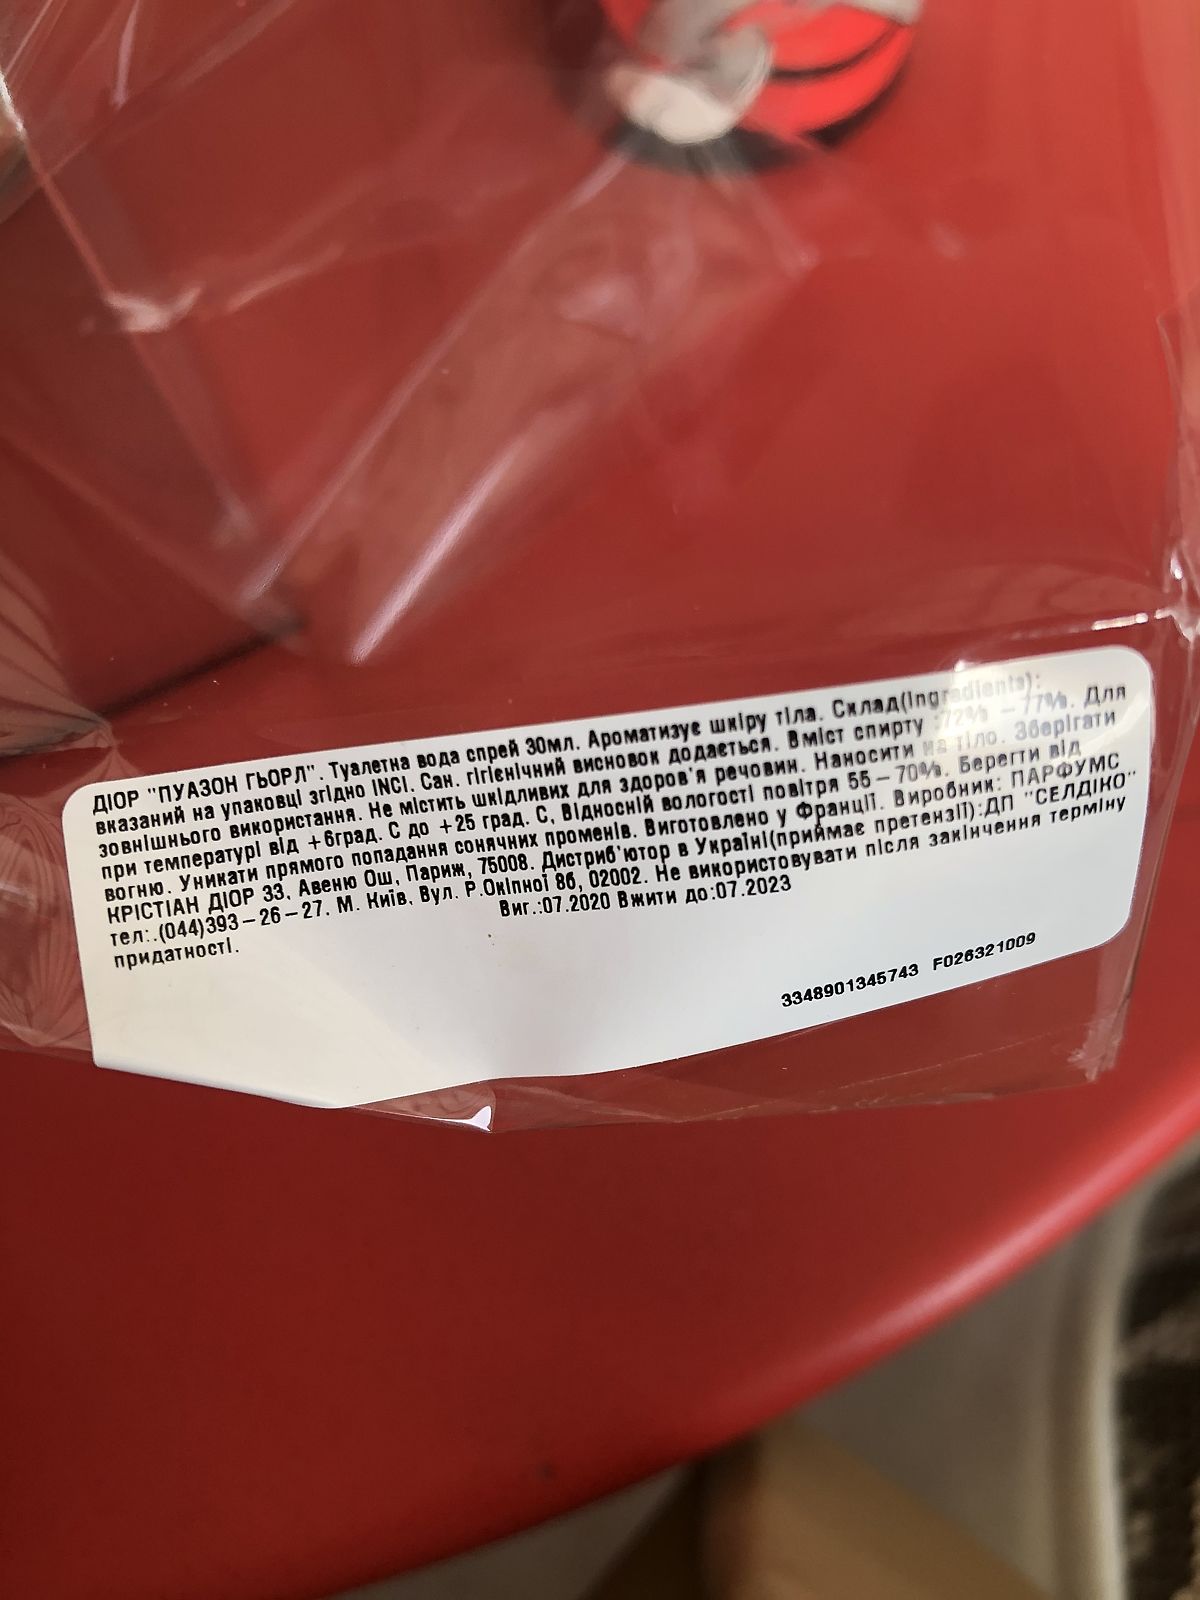 ДІОР "ПУАЗОН ГЬОРЛ". Туалетна вода спрей 30мл. Ароматизує шкіру тіла. Склад(Ingredients):
вказаний на упаковці згідно INCI. Сан. гігієнічний висновок додається. Вміст спирту :72% – 77%. Для
зовнішнього використання. Не містить шкідливих для здоров'я речовин. Наносити на тіло. Зберігати
при температурі від +6град. С до +25 град. С, Відносній вологості повітря 55–70%. Берегти від
вогню. Уникати прямого попадання сонячних променів. Виготовлено у Франції. Виробник: ПАРФУМС
КРІСТІАН ДІОР 33, Авеню Ош, Париж, 75008. Дистриб'ютор в Україні(приймає претензії):ДП "СЕЛДІКО"
тел:.(044)393–26–27. М. Київ, Вул. Р.Окіпної 8б, 02002. Не використовувати після закінчення терміну
придатності. Виг.:07.2020 Вжити до:07.2023
3348901345743 F026321009